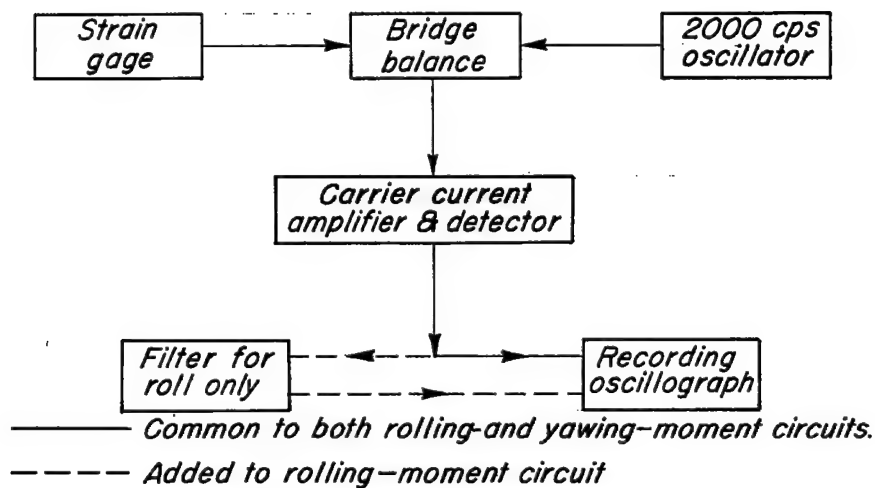 Strain
gage
Bridge
balance
2000 cps
oscillator
Carrier current
amplifier & detector
Filter for
roll only
Recording
oscillograph
Common to both rolling-and yawing-moment circuits.
Added to rolling-moment circuit